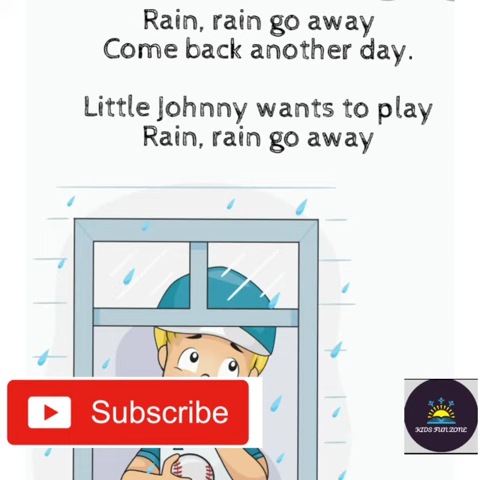 Rain, rain go away
Come back another day.
Little Johnny wants to play
Rain, rain go away
Subscribe
KIDS FUN ZONE